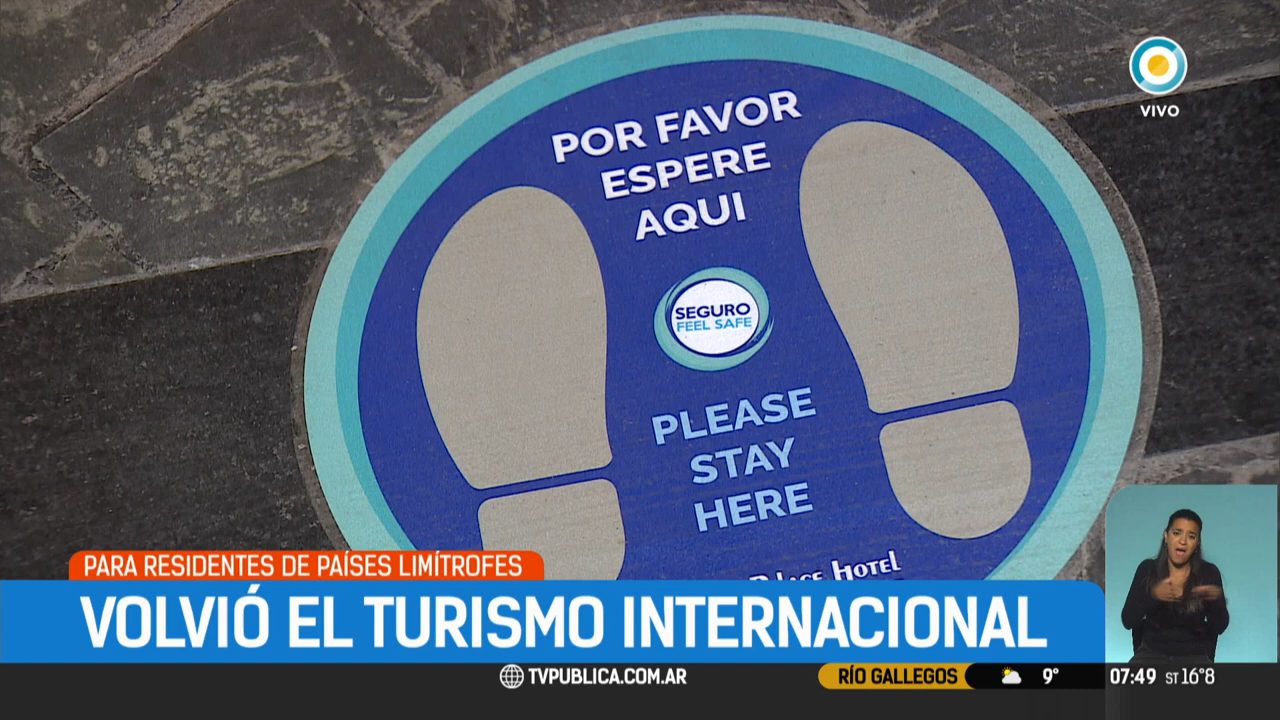 VIVO
POR FAVOR
ESPERE
AQUI
SEGURO
FEEL SAFE
PLEASE
STAY
HERE
HOTEL
PARA RESIDENTES DE PAÍSES LIMÍTROFES
VOLVIÓ EL TURISMO INTERNACIONAL
TVPUBLICA.COM.AR
RÍO GALLEGOS 9° 07:49 ST 16°8